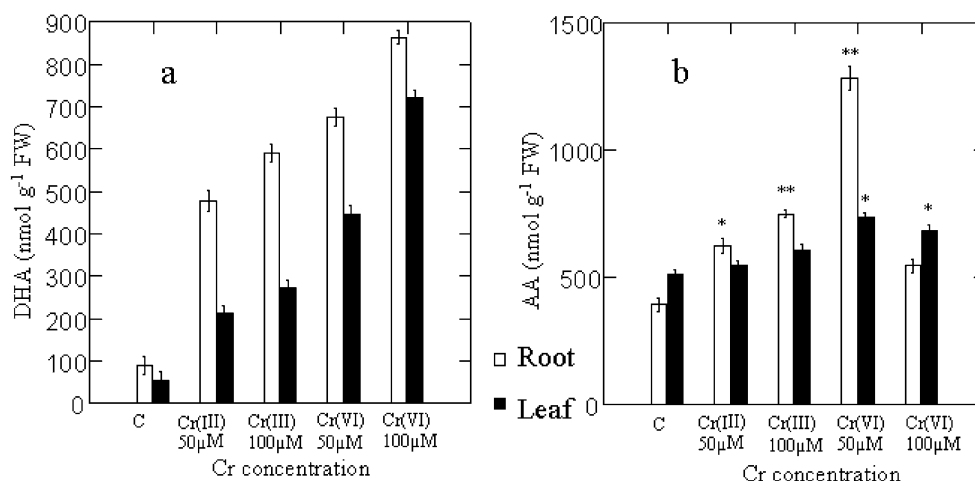 900
800
700
600
500
400
300
200
100
0
DHA (nmol g⁻¹ FW)
a
C
Cr(III) 50µM
Cr(III) 100µM
Cr(VI) 50µM
Cr(VI) 100µM
Cr concentration
Root
Leaf
1500
1000
500
0
AA (nmol g⁻¹ FW)
b
*
**
**
*
*
C
Cr(III) 50µM
Cr(III) 100µM
Cr(VI) 50µM
Cr(VI) 100µM
Cr concentration